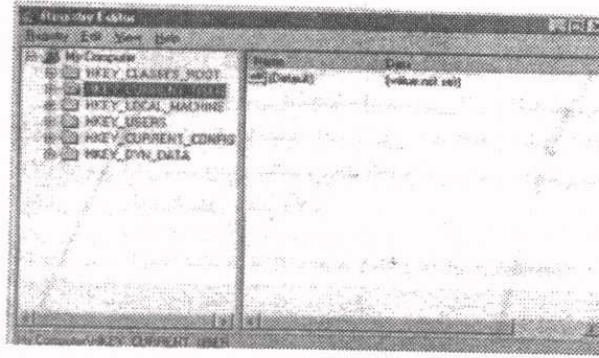 Registry Editor
Registry Edit View Help
My Computer
HKEY_CLASSES_ROOT
HKEY_CURRENT_USER
HKEY_LOCAL_MACHINE
HKEY_USERS
HKEY_CURRENT_CONFIG
HKEY_DYN_DATA
Name Data
(Default) (value not set)
My Computer\HKEY_CURRENT_USER